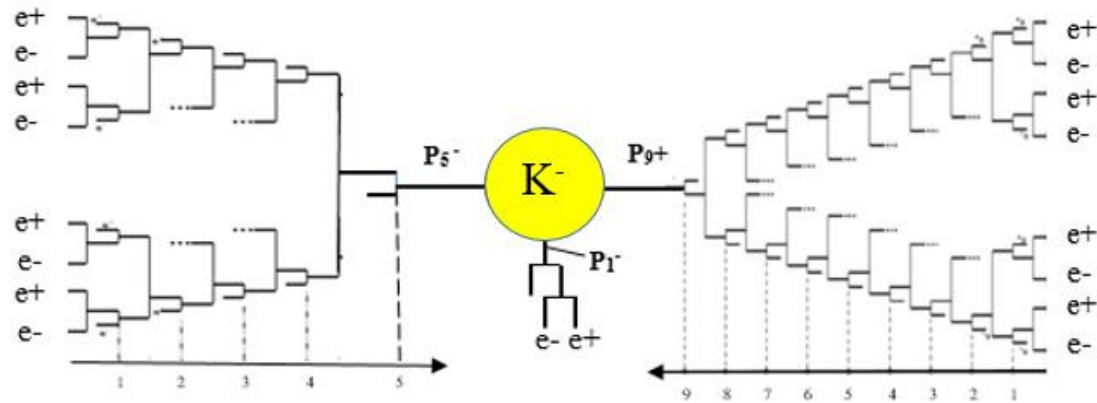 e+
e-
e+
e-
e+
e-
e+
e-
P5-
K-
P9+
P1-
e- e+
e+
e-
e+
e-
e+
e-
e+
e-
1 2 3 4 5
9 8 7 6 5 4 3 2 1